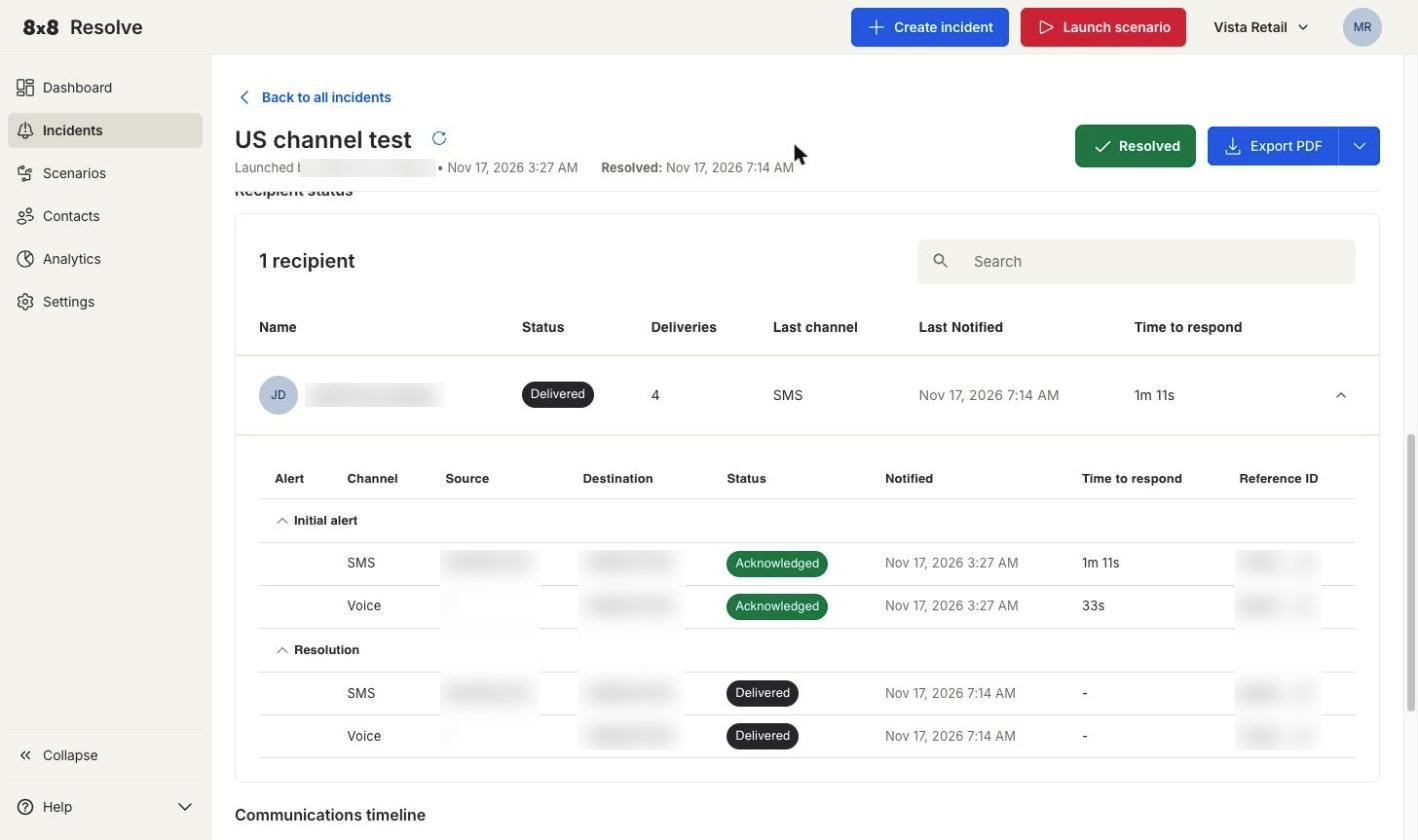 8x8 Resolve
Create incident
Launch scenario
Vista Retail
MR
Dashboard
Incidents
Scenarios
Contacts
Analytics
Settings
Collapse
Help
Back to all incidents
US channel test
Resolved
Export PDF
Launched • Nov 17, 2026 3:27 AM Resolved: Nov 17, 2026 7:14 AM
Recipient status
1 recipient
Search
Name Status Deliveries Last channel Last Notified Time to respond
JD Delivered 4 SMS Nov 17, 2026 7:14 AM 1m 11s
Alert Channel Source Destination Status Notified Time to respond Reference ID
Initial alert
SMS Acknowledged Nov 17, 2026 3:27 AM 1m 11s
Voice Acknowledged Nov 17, 2026 3:27 AM 33s
Resolution
SMS Delivered Nov 17, 2026 7:14 AM -
Voice Delivered Nov 17, 2026 7:14 AM -
Communications timeline